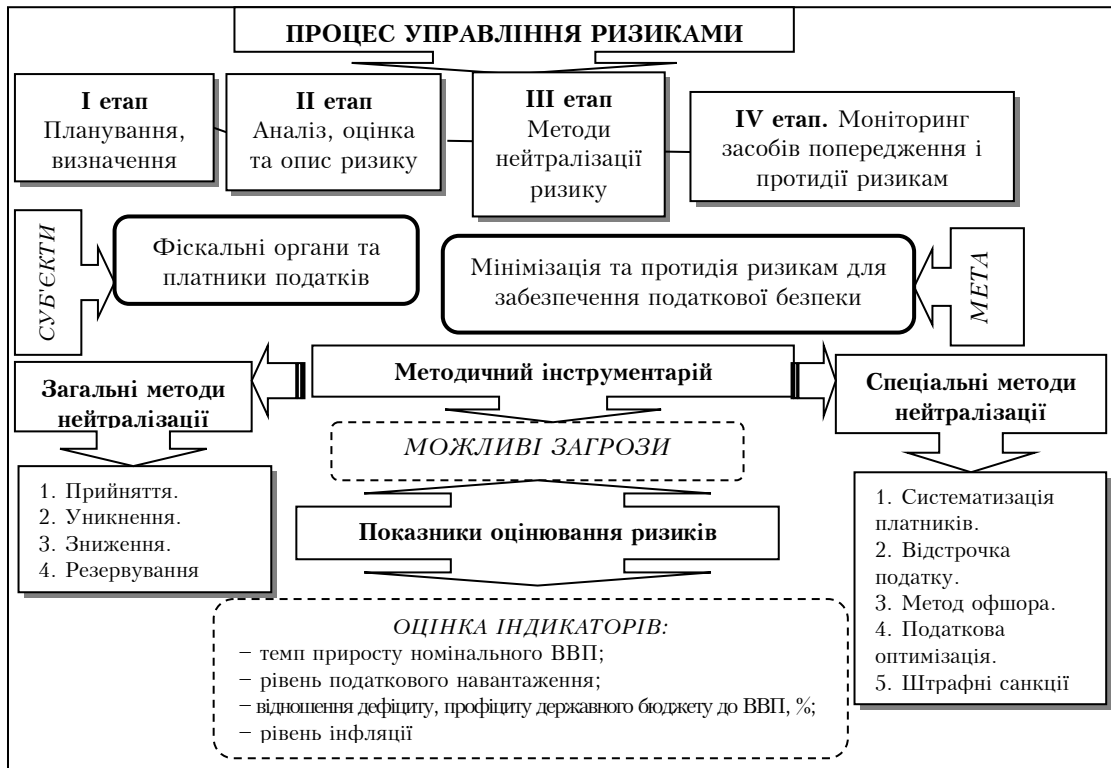 ПРОЦЕС УПРАВЛІННЯ РИЗИКАМИ
І етап
Планування,
визначення
ІІ етап
Аналіз, оцінка
та опис ризику
ІІІ етап
Методи
нейтралізації
ризику
IV етап. Моніторинг
засобів попередження і
протидії ризикам
СУБ'ЄКТИ
Фіскальні органи та
платники податків
Мінімізація та протидія ризикам для
забезпечення податкової безпеки
МЕТА
Загальні методи
нейтралізації
Методичний інструментарій
Спеціальні методи
нейтралізації
МОЖЛИВІ ЗАГРОЗИ
1. Прийняття.
2. Уникнення.
3. Зниження.
4. Резервування
Показники оцінювання ризиків
1. Систематизація
платників.
2. Відстрочка
податку.
3. Метод офшора.
4. Податкова
оптимізація.
5. Штрафні санкції
ОЦІНКА ІНДИКАТОРІВ:
– темп приросту номінального ВВП;
– рівень податкового навантаження;
– відношення дефіциту, профіциту державного бюджету до ВВП, %;
– рівень інфляції